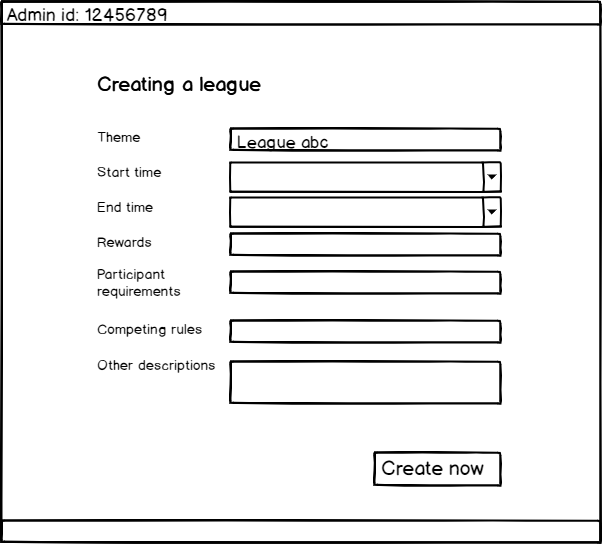 Admin id: 12456789
Creating a league
Theme
League abc
Start time
End time
Rewards
Participant
requirements
Competing rules
Other descriptions
Create now